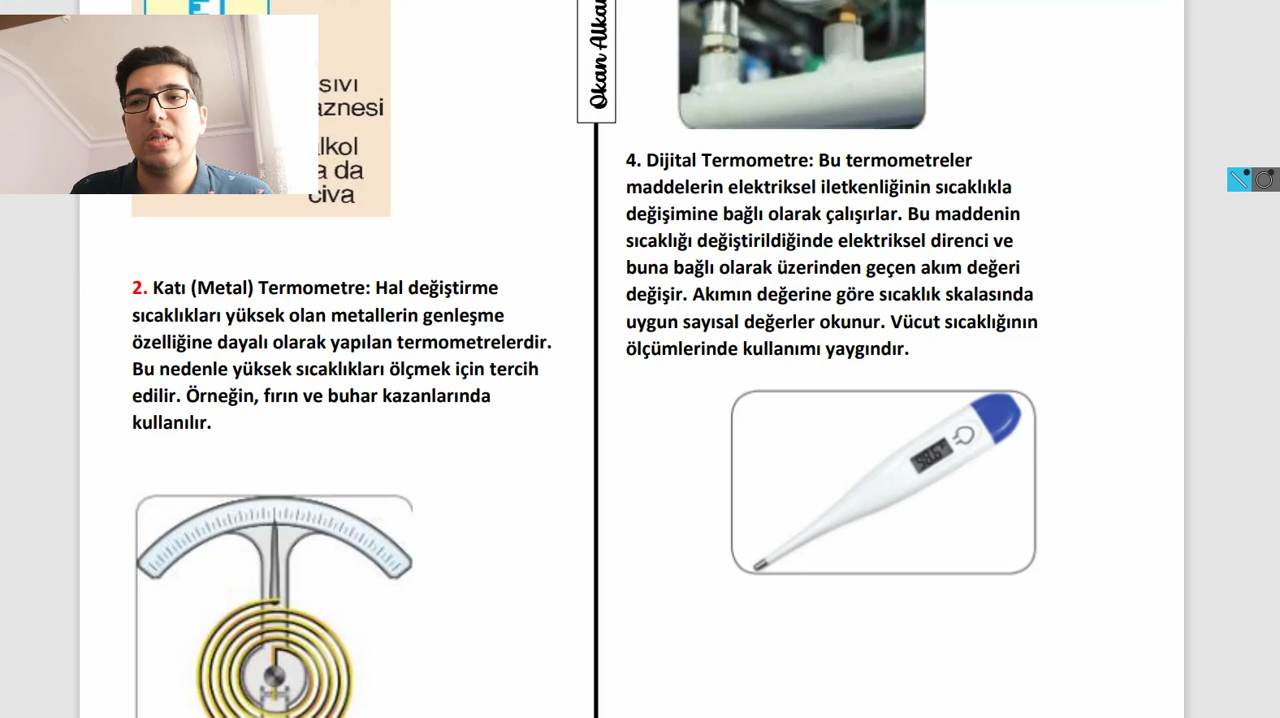 sıvı
aznesi
lkol
a da
civa
2. Katı (Metal) Termometre: Hal değiştirme
sıcaklıkları yüksek olan metallerin genleşme
özelliğine dayalı olarak yapılan termometrelerdir.
Bu nedenle yüksek sıcaklıkları ölçmek için tercih
edilir. Örneğin, fırın ve buhar kazanlarında
kullanılır.
Okan Alka
4. Dijital Termometre: Bu termometreler
maddelerin elektriksel iletkenliğinin sıcaklıkla
değişimine bağlı olarak çalışırlar. Bu maddenin
sıcaklığı değiştirildiğinde elektriksel direnci ve
buna bağlı olarak üzerinden geçen akım değeri
değişir. Akımın değerine göre sıcaklık skalasında
uygun sayısal değerler okunur. Vücut sıcaklığının
ölçümlerinde kullanımı yaygındır.